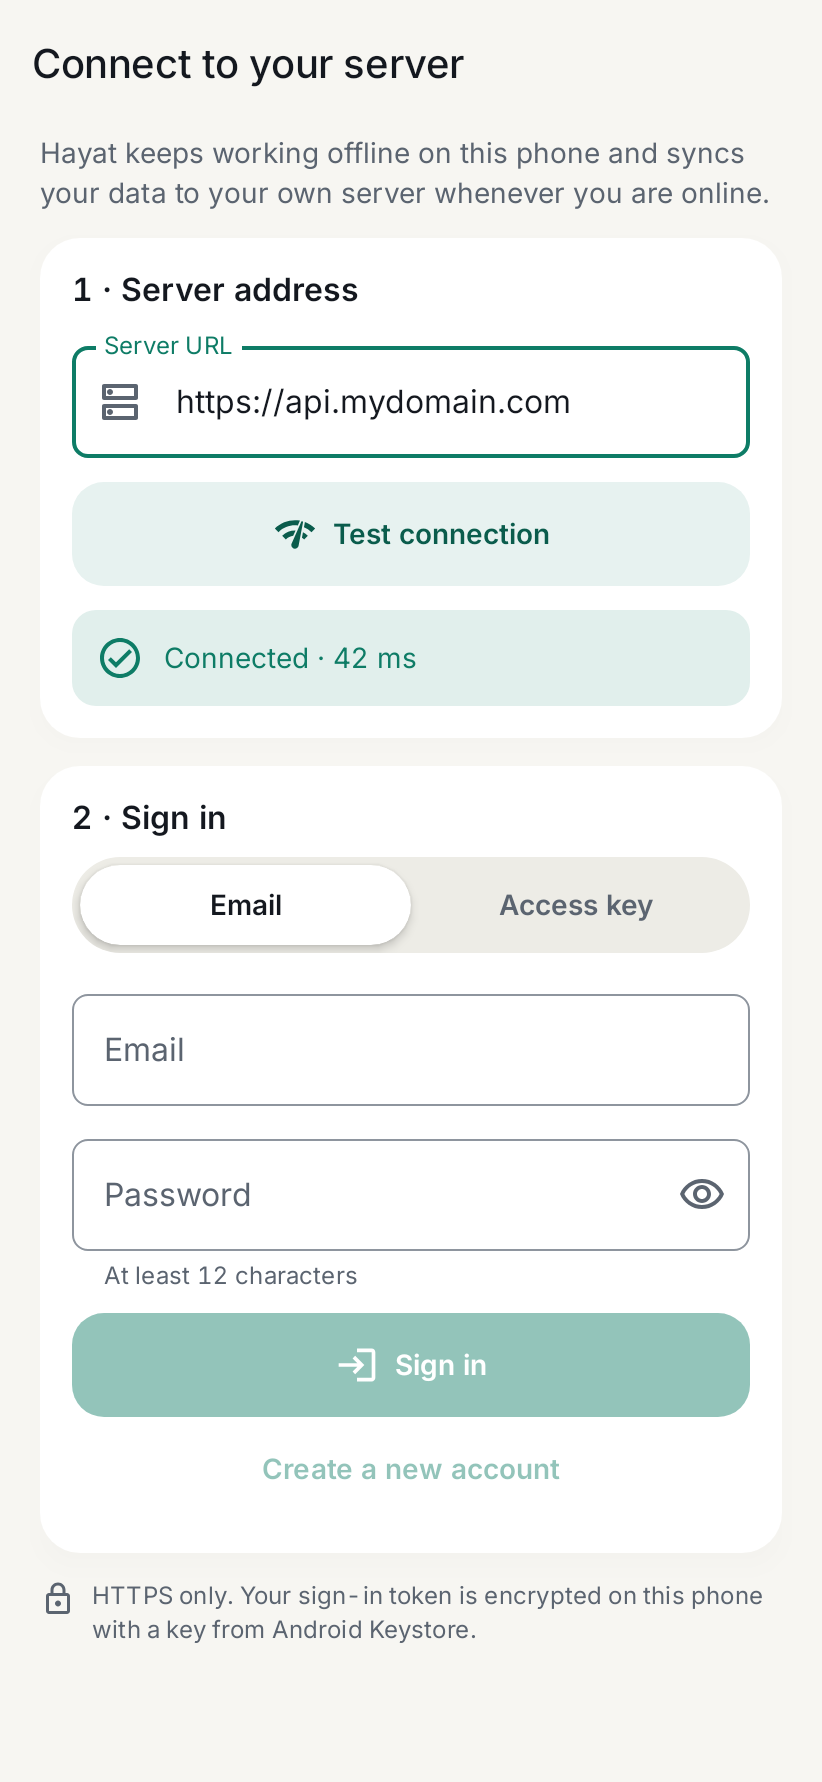 Connect to your server
Hayat keeps working offline on this phone and syncs
your data to your own server whenever you are online.
1 · Server address
Server URL
https://api.mydomain.com
Test connection
Connected · 42 ms
2 · Sign in
Email
Access key
Email
Password
At least 12 characters
Sign in
Create a new account
HTTPS only. Your sign-in token is encrypted on this phone
with a key from Android Keystore.